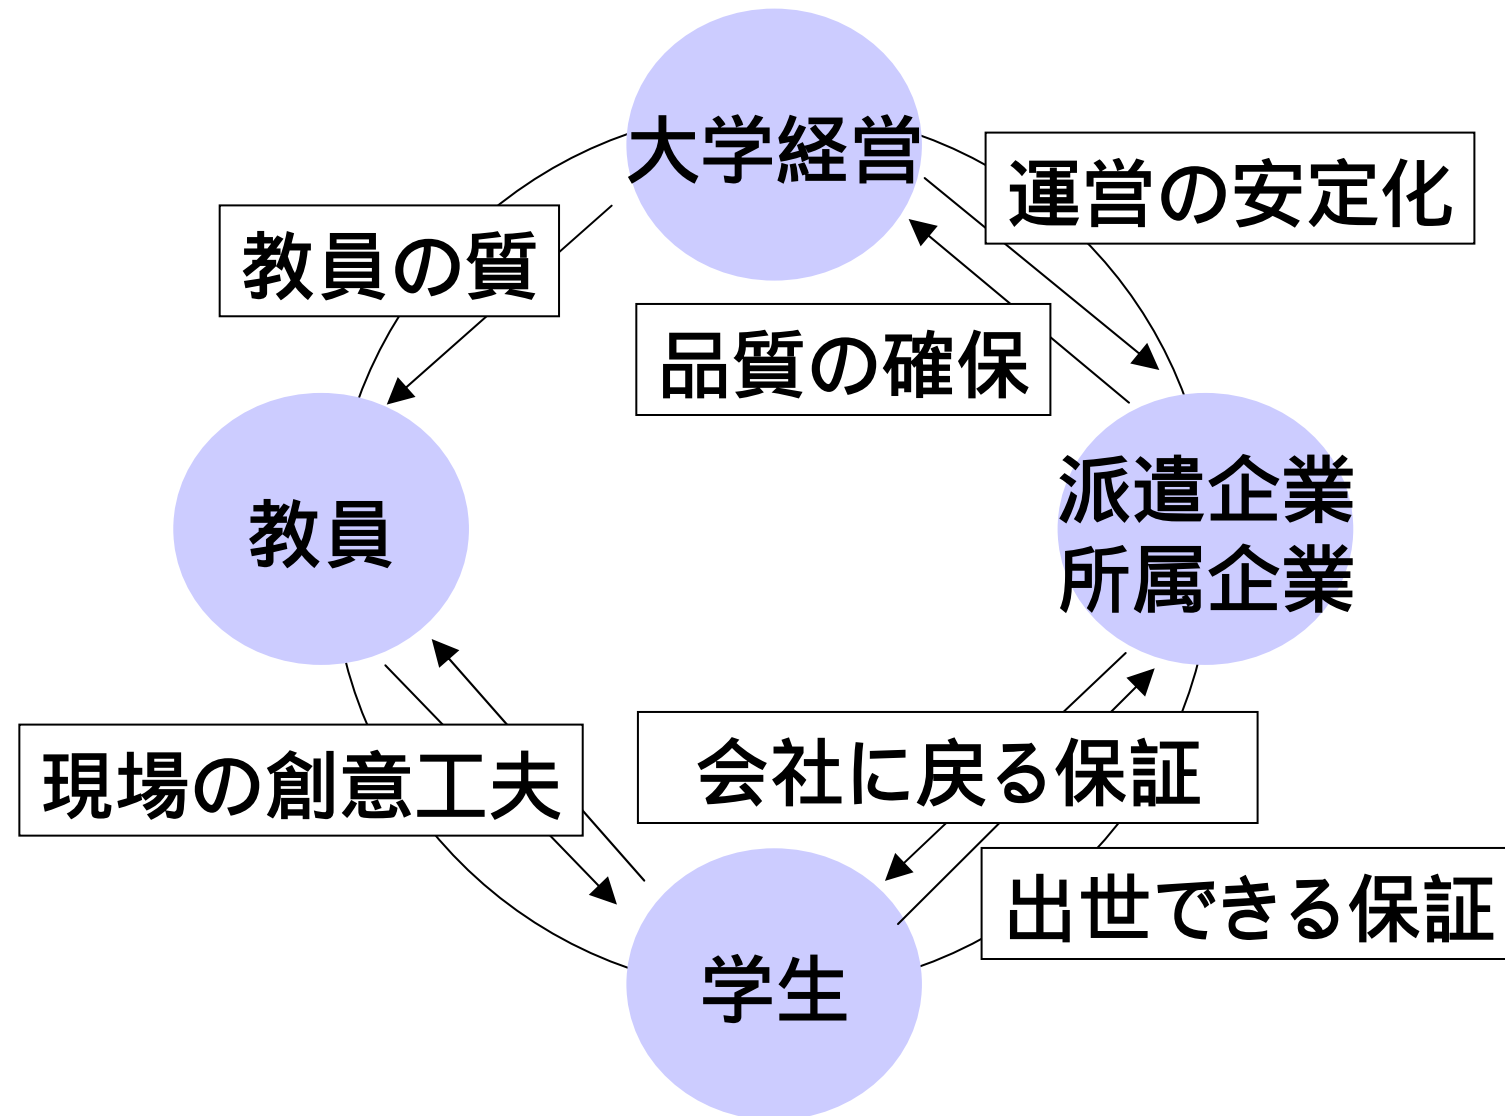 大学経営
運営の安定化
教員の質
品質の確保
派遣企業
所属企業
教員
現場の創意工夫
会社に戻る保証
出世できる保証
学生